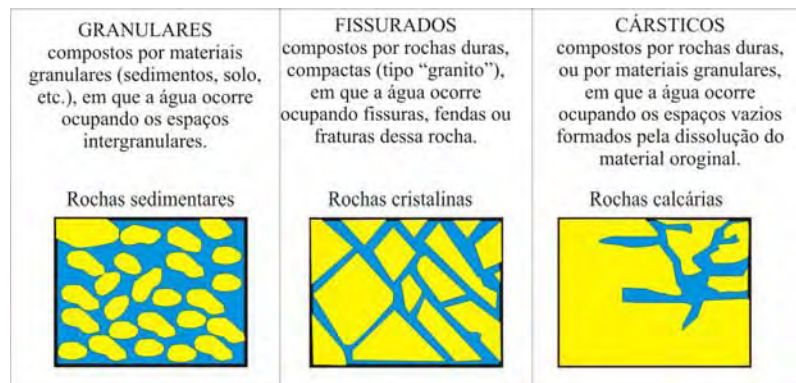 GRANULARES
compostos por materiais
granulares (sedimentos, solo,
etc.), em que a água ocorre
ocupando os espaços
intergranulares.
Rochas sedimentares
FISSURADOS
compostos por rochas duras,
compactas (tipo “granito”),
em que a água ocorre
ocupando fissuras, fendas ou
fraturas dessa rocha.
Rochas cristalinas
CÁRSTICOS
compostos por rochas duras,
ou por materiais granulares,
em que a água ocorre
ocupando os espaços vazios
formados pela dissolução do
material oroginal.
Rochas calcárias